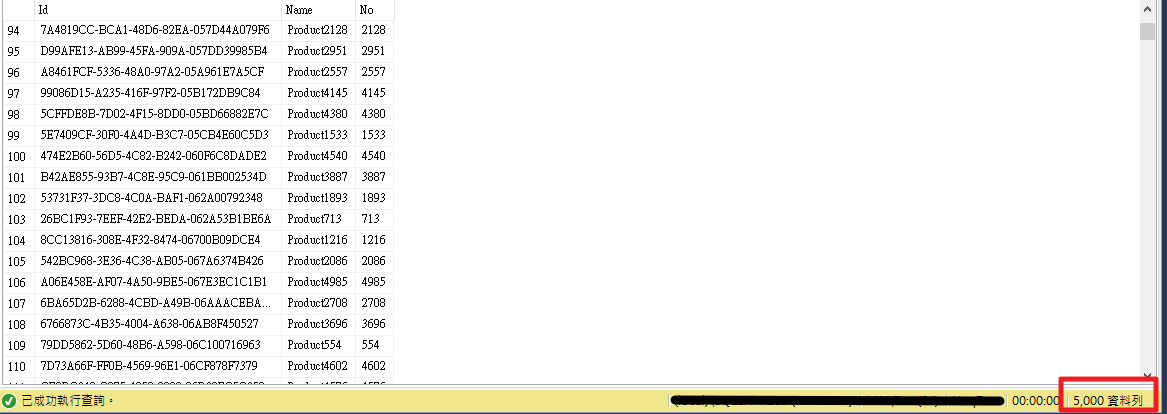 Id Name No
94 7A4819CC-BCA1-48D6-82EA-057D44A079F6 Product2128 2128
95 D99AFE13-AB99-45FA-909A-057DD39985B4 Product2951 2951
96 A8461FCF-5336-48A0-97A2-05A961E7A5CF Product2557 2557
97 99086D15-A235-416F-97F2-05B172DB9C84 Product4145 4145
98 5CFFDE8B-7D02-4F15-8DD0-05BD66882E7C Product4380 4380
99 5E7409CF-30F0-4A4D-B3C7-05CB4E60C5D3 Product1533 1533
100 474E2B60-56D5-4C82-B242-060F6C8DADE2 Product4540 4540
101 B42AE855-93B7-4C8E-95C9-061BB002534D Product3887 3887
102 53731F37-3DC8-4C0A-BAF1-062A00792348 Product1893 1893
103 26BC1F93-7EEF-42E2-BEDA-062A53B1BE6A Product713 713
104 8CC13816-308E-4F32-8474-06700B09DCE4 Product1216 1216
105 542BC968-3E36-4C38-AB05-067A6374B426 Product2086 2086
106 A06E458E-AF07-4A50-9BE5-067E3EC1C1B1 Product4985 4985
107 6BA65D2B-6288-4CBD-A49B-06AAACEBA... Product2708 2708
108 6766873C-4B35-4004-A638-06AB8F450527 Product3696 3696
109 79DD5862-5D60-48B6-A598-06C100716963 Product554 554
110 7D73A66F-FF0B-4569-96E1-06CF878F7379 Product4602 4602
已成功執行查詢。 00:00:00 5,000 資料列